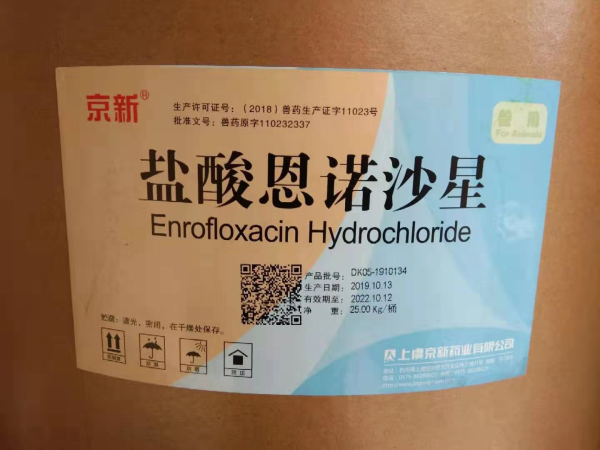 京新®
生产许可证号：（2018）兽药生产证字11023号
批准文号：兽药原字110232337
兽用
For Animals
盐酸恩诺沙星
Enrofloxacin Hydrochloride
产品批号：DK05-1910134
生产日期：2019.10.13
有效期至：2022.10.12
净 重：25.00 Kg/桶
贮藏：遮光，密闭，在干燥处保存。
上虞京新药业有限公司